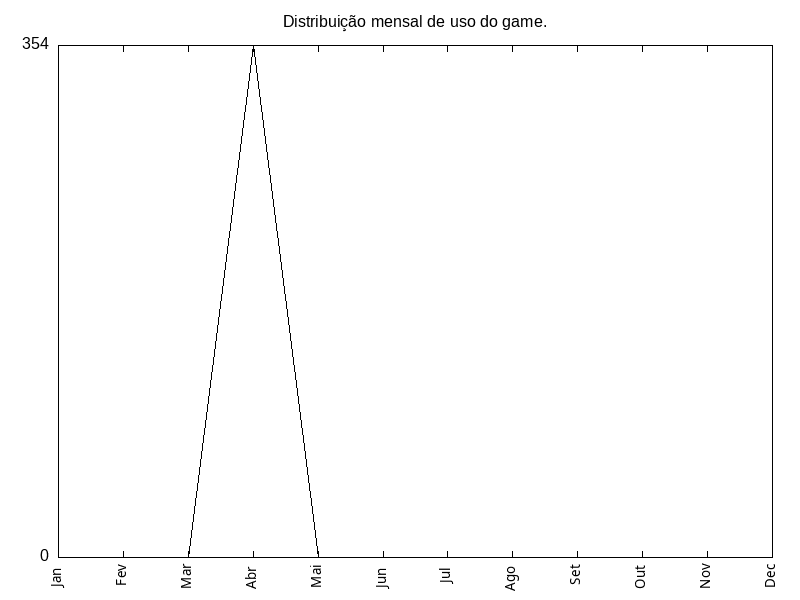 Distribuição mensal de uso do game.
354
0
Jan
Fev
Mar
Abr
Mai
Jun
Jul
Ago
Set
Out
Nov
Dec